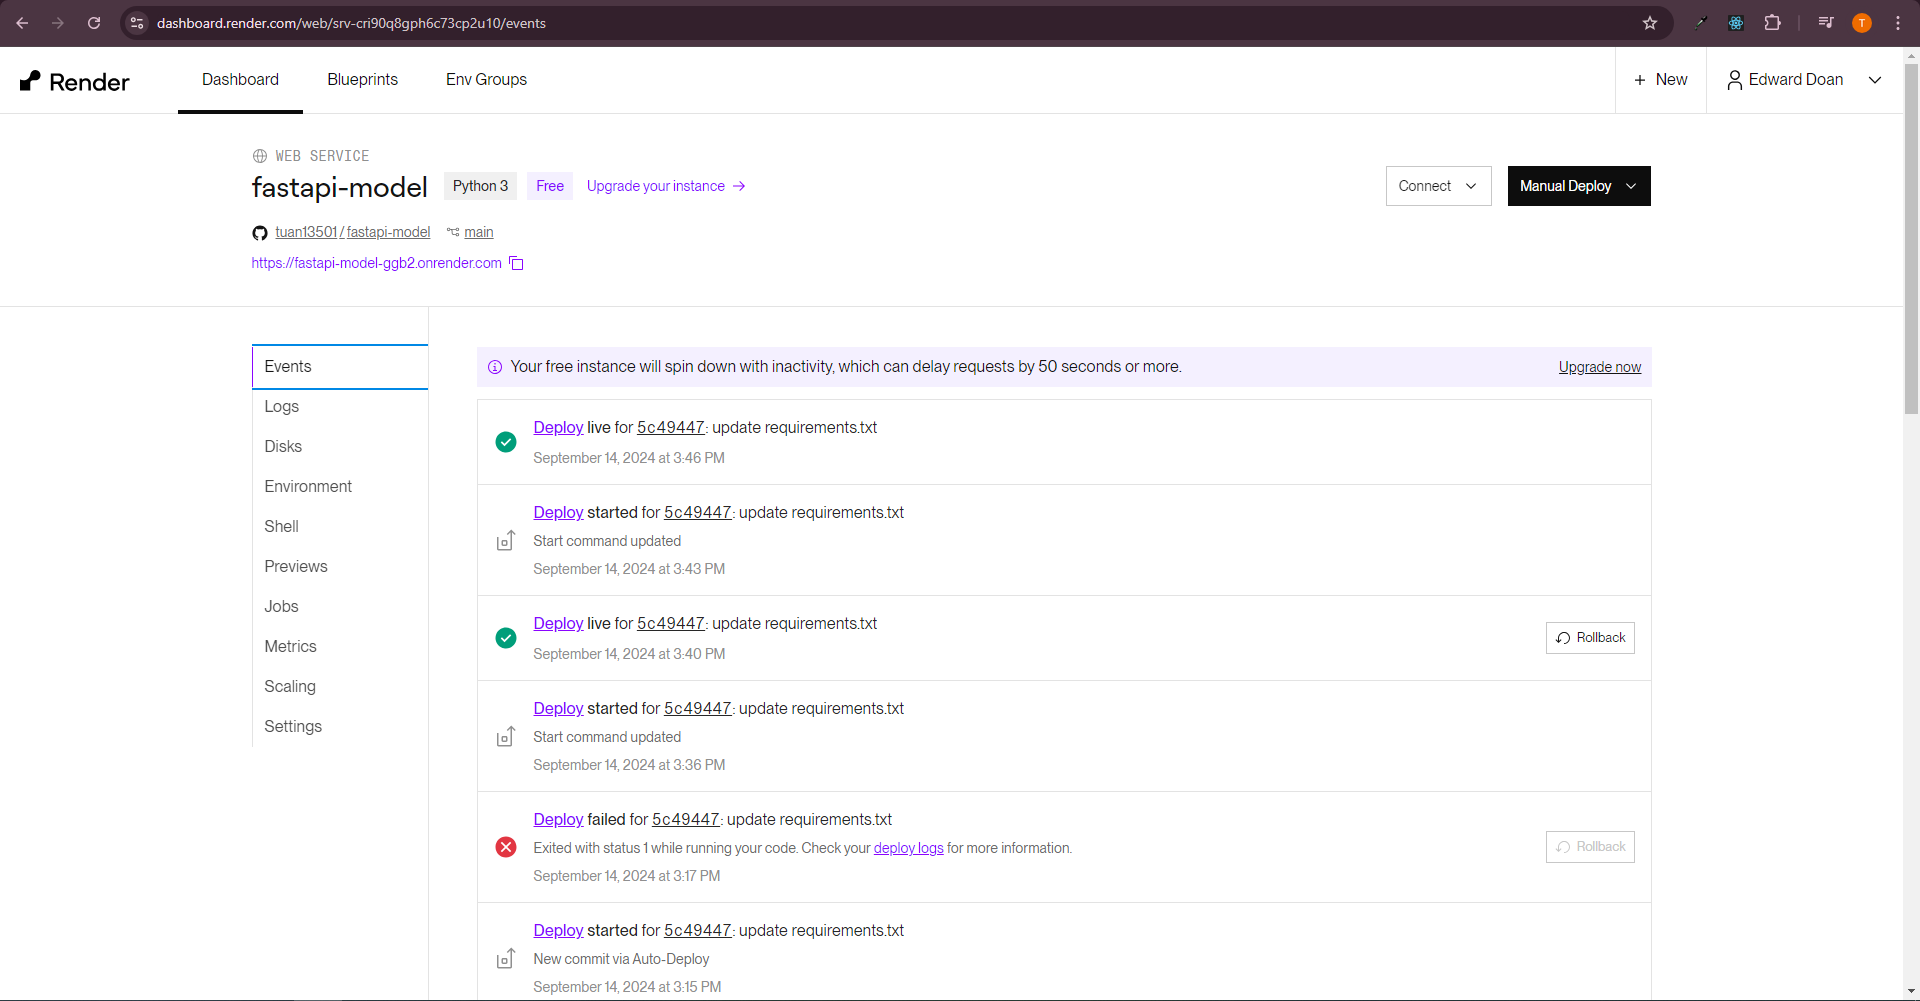 dashboard.render.com/web/srv-cri90q8gph6c73cp2u10/events
T
Render
Dashboard
Blueprints
Env Groups
+ New
Edward Doan
WEB SERVICE
fastapi-model
Python 3
Free
Upgrade your instance →
Connect
Manual Deploy
tuan13501/fastapi-model
main
https://fastapi-model-ggb2.onrender.com
Events
Logs
Disks
Environment
Shell
Previews
Jobs
Metrics
Scaling
Settings
Your free instance will spin down with inactivity, which can delay requests by 50 seconds or more.
Upgrade now
Deploy live for 5c49447: update requirements.txt
September 14, 2024 at 3:46 PM
Deploy started for 5c49447: update requirements.txt
Start command updated
September 14, 2024 at 3:43 PM
Deploy live for 5c49447: update requirements.txt
September 14, 2024 at 3:40 PM
Rollback
Deploy started for 5c49447: update requirements.txt
Start command updated
September 14, 2024 at 3:36 PM
Deploy failed for 5c49447: update requirements.txt
Exited with status 1 while running your code. Check your deploy logs for more information.
September 14, 2024 at 3:17 PM
Rollback
Deploy started for 5c49447: update requirements.txt
New commit via Auto-Deploy
September 14, 2024 at 3:15 PM